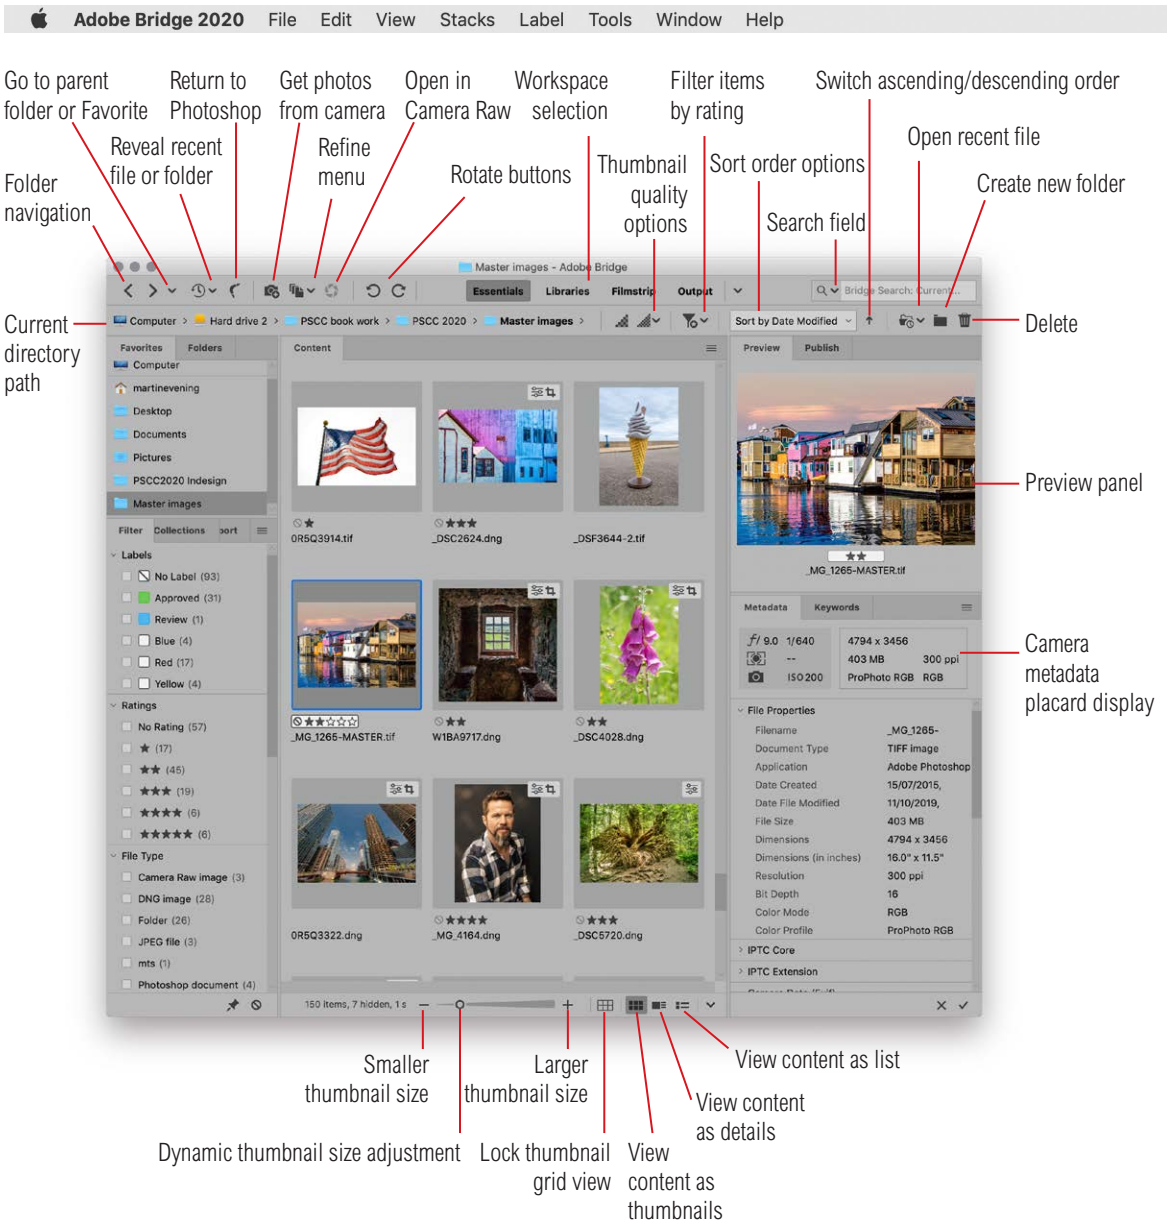 Adobe Bridge 2020 File Edit View Stacks Label Tools Window Help
Go to parent
folder or Favorite
Return to
Photoshop
Get photos
from camera
Open in
Camera Raw
Workspace
selection
Filter items
by rating
Switch ascending/descending order
Reveal recent
file or folder
Refine
menu
Rotate buttons
Thumbnail
quality
options
Sort order options
Open recent file
Create new folder
Folder
navigation
Search field
Master images - Adobe Bridge
Essentials Libraries Filmstrip Output
Bridge Search: Current...
Current
directory
path
Computer > Hard drive 2 > PSCC book work > PSCC 2020 > Master images >
Sort by Date Modified
Delete
Favorites Folders
Computer
martinevening
Desktop
Documents
Pictures
PSCC2020 Indesign
Master images
Filter Collections port
Labels
No Label (93)
Approved (31)
Review (1)
Blue (4)
Red (17)
Yellow (4)
Ratings
No Rating (57)
★ (17)
★★ (45)
★★★ (19)
★★★★ (6)
★★★★★ (6)
File Type
Camera Raw image (3)
DNG image (28)
Folder (26)
JPEG file (3)
mts (1)
Photoshop document (4)
Content
0R5Q3914.tif
_DSC2624.dng
_DSF3644-2.tif
_MG_1265-MASTER.tif
W1BA9717.dng
_DSC4028.dng
0R5Q3322.dng
_MG_4164.dng
_DSC5720.dng
150 items, 7 hidden, 1 s
Preview Publish
_MG_1265-MASTER.tif
Preview panel
Metadata Keywords
f/ 9.0 1/640
--
ISO 200
4794 x 3456
403 MB 300 ppi
ProPhoto RGB RGB
Camera
metadata
placard display
File Properties
Filename _MG_1265-
Document Type TIFF image
Application Adobe Photoshop
Date Created 15/07/2015,
Date File Modified 11/10/2019,
File Size 403 MB
Dimensions 4794 x 3456
Dimensions (in inches) 16.0" x 11.5"
Resolution 300 ppi
Bit Depth 16
Color Mode RGB
Color Profile ProPhoto RGB
IPTC Core
IPTC Extension
Smaller
thumbnail size
Larger
thumbnail size
View content as list
View content
as details
Dynamic thumbnail size adjustment
Lock thumbnail
grid view
View
content as
thumbnails